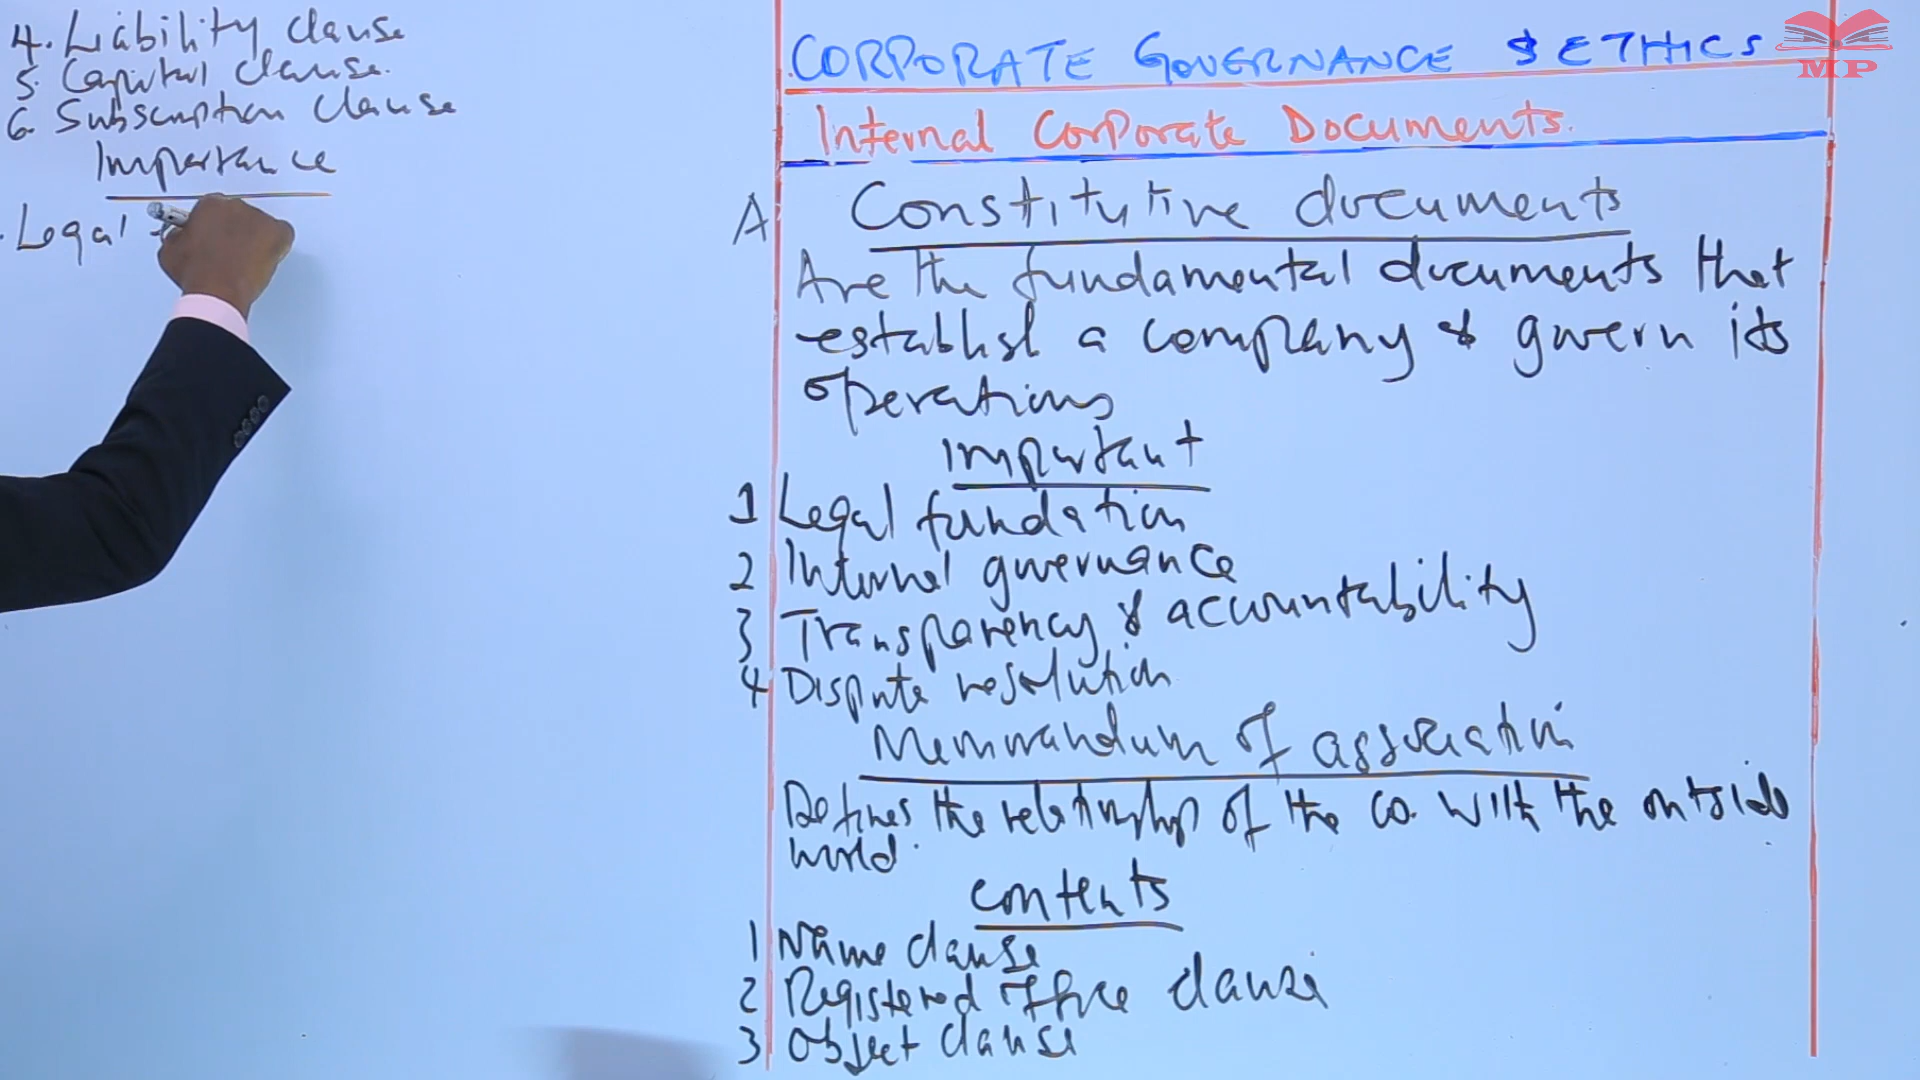 CORPORATE GOVERNANCE & ETHICS
MP
Internal Corporate Documents.
A Constitutive documents
Are the fundamental documents that
establish a company & govern its
operations
Important
1 Legal fundation
2 Internal governance
3 Transparency & accountability
4 Dispute resolution
Memorandum of association
Defines the relationship of the co. with the outside
world.
contents
1 Name clause
2 Registered office clause
3 Object clause
4. Liability clause
5. Capital clause.
6. Subscription clause
Importance
Legal